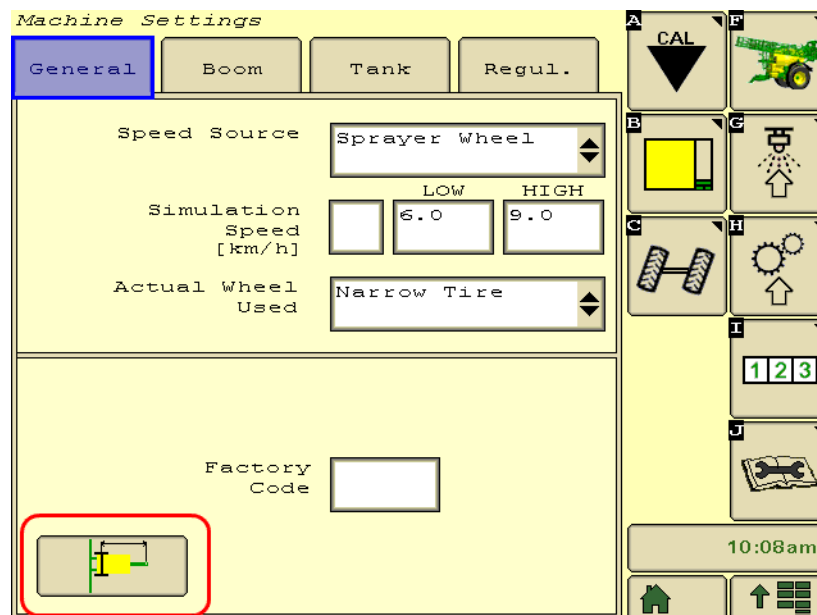 Machine Settings
General
Boom
Tank
Regul.
Speed Source
Sprayer Wheel
LOW
HIGH
Simulation
Speed
[km/h]
6.0
9.0
Actual Wheel
Used
Narrow Tire
Factory
Code
A
CAL
F
B
G
C
H
I
1 2 3
J
10:08am